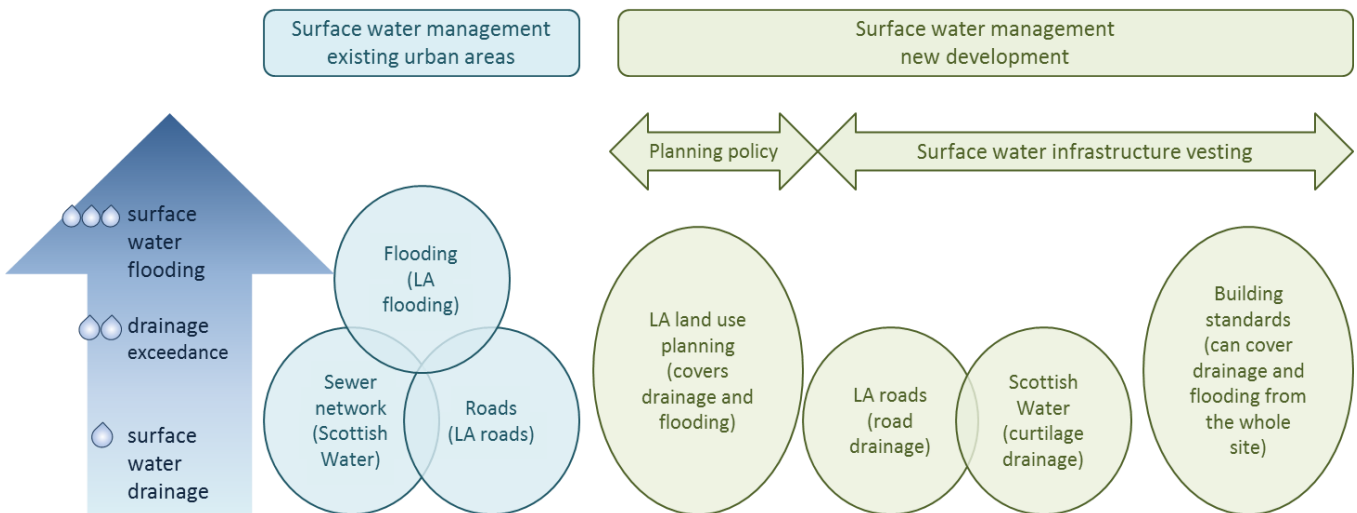 Surface water management
existing urban areas
Surface water management
new development
Planning policy
Surface water infrastructure vesting
surface
water
flooding
drainage
exceedance
surface
water
drainage
Flooding
(LA
flooding)
Sewer
network
(Scottish
Water)
Roads
(LA roads)
LA land use
planning
(covers
drainage and
flooding)
LA roads
(road
drainage)
Scottish
Water
(curtilage
drainage)
Building
standards
(can cover
drainage and
flooding from
the whole
site)